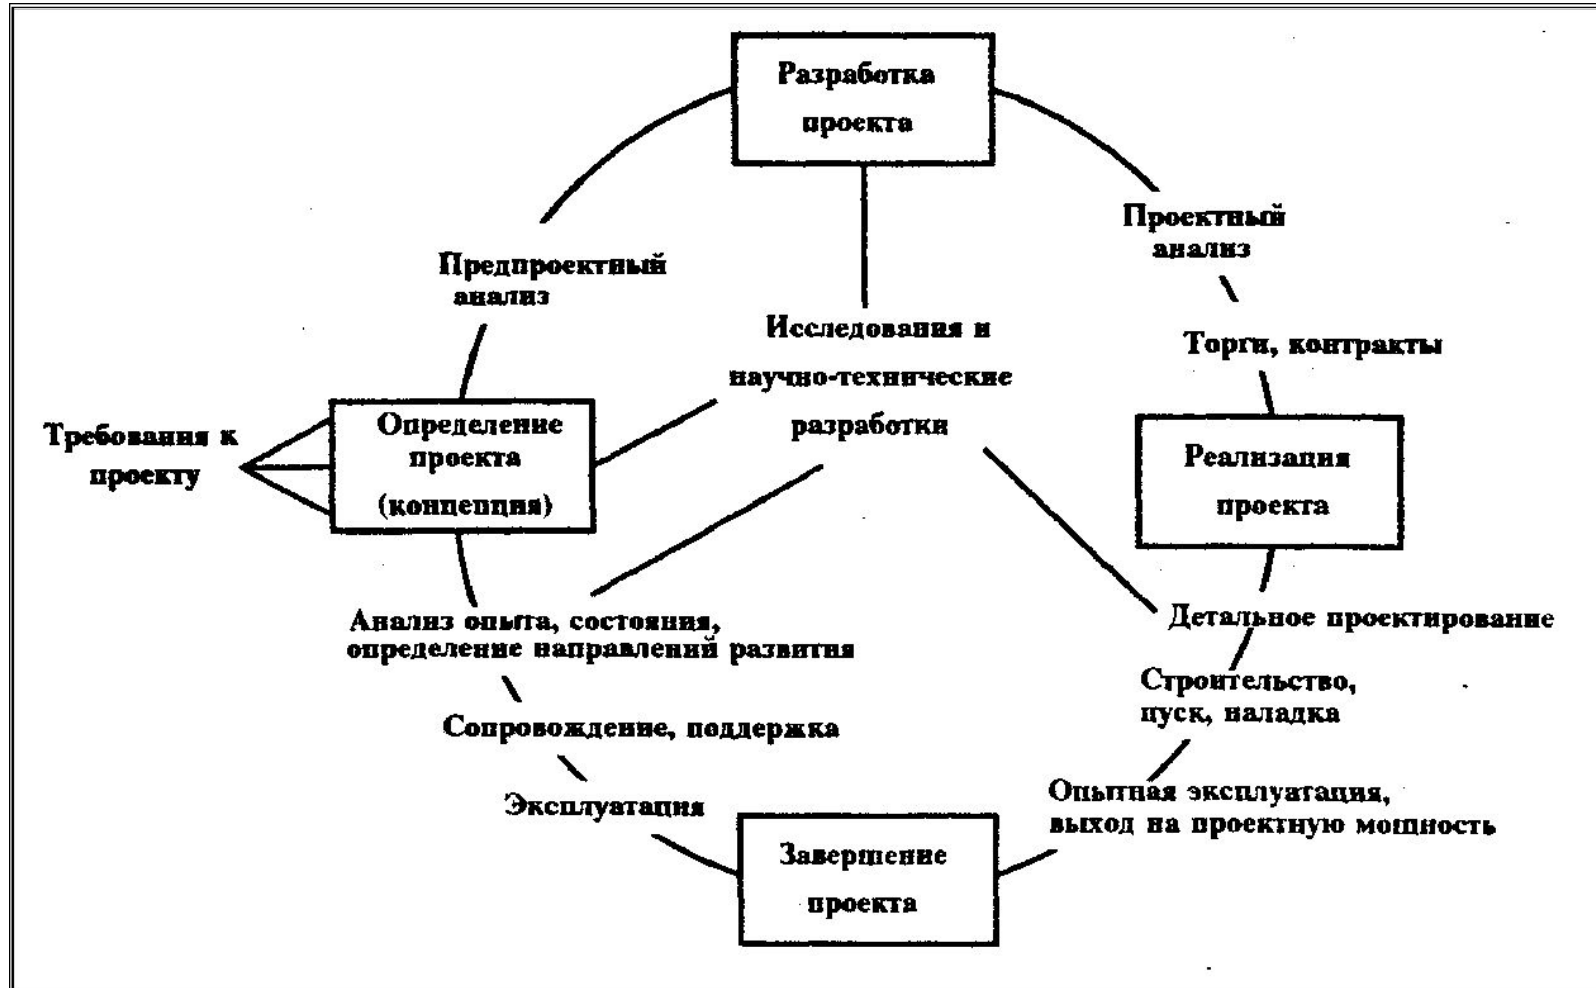 Разработка
проекта
Проектный
анализ
Предпроектный
анализ
Исследования и
научно-технические
разработки
Торги, контракты
Требования к
проекту
Определение
проекта
(концепция)
Реализация
проекта
Анализ опыта, состояния,
определение направлений развития
Детальное проектирование
Строительство,
пуск, наладка
Сопровождение, поддержка
Эксплуатация
Опытная эксплуатация,
выход на проектную мощность
Завершение
проекта